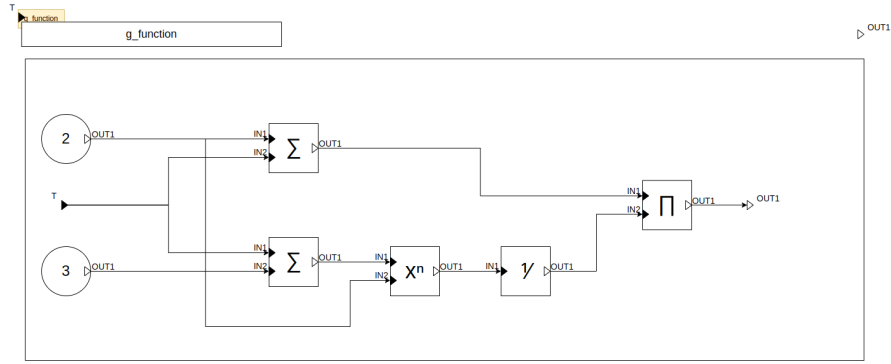 T
g_function
g_function
OUT1
2
OUT1
IN1
IN2
∑
OUT1
T
IN1
IN2
∏
OUT1
OUT1
3
OUT1
IN1
IN2
∑
OUT1
IN1
IN2
Xⁿ
OUT1
IN1
1/
OUT1